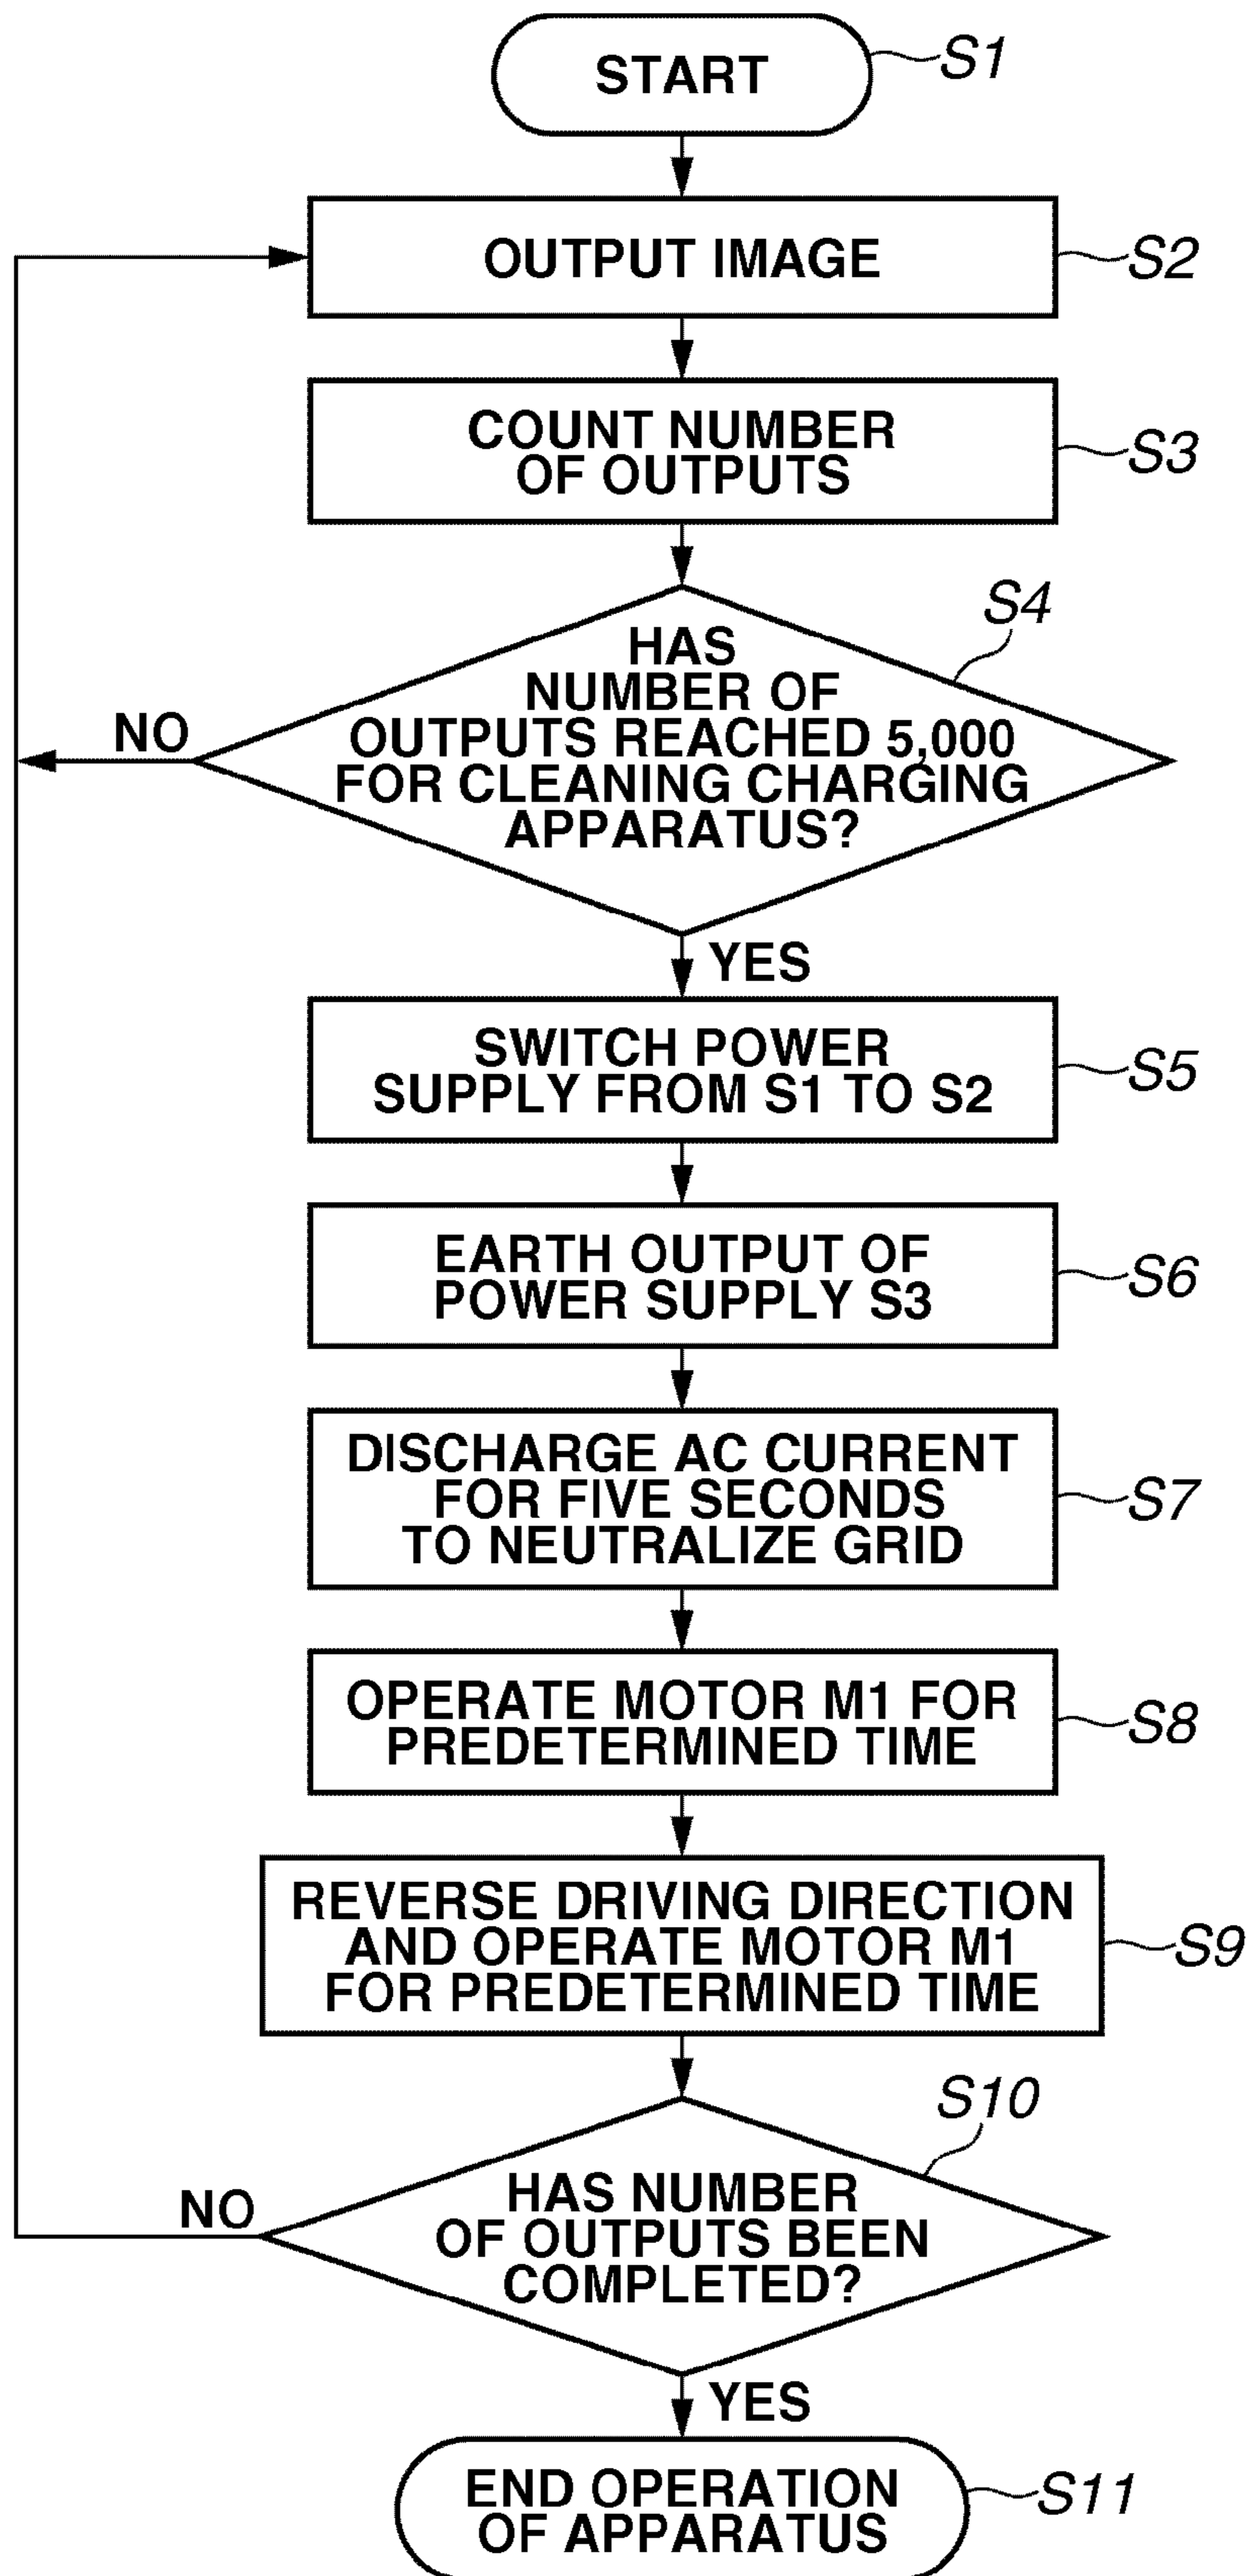 START
S1
OUTPUT IMAGE
S2
COUNT NUMBER
OF OUTPUTS
S3
S4
HAS
NUMBER OF
OUTPUTS REACHED 5,000
FOR CLEANING CHARGING
APPARATUS?
NO
YES
SWITCH POWER
SUPPLY FROM S1 TO S2
S5
EARTH OUTPUT OF
POWER SUPPLY S3
S6
DISCHARGE AC CURRENT
FOR FIVE SECONDS
TO NEUTRALIZE GRID
S7
OPERATE MOTOR M1 FOR
PREDETERMINED TIME
S8
REVERSE DRIVING DIRECTION
AND OPERATE MOTOR M1
FOR PREDETERMINED TIME
S9
S10
HAS NUMBER
OF OUTPUTS BEEN
COMPLETED?
NO
YES
END OPERATION
OF APPARATUS
S11